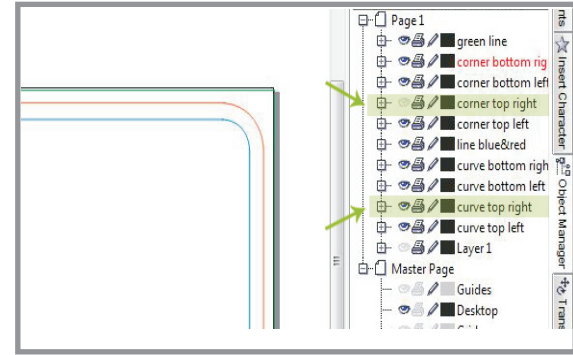 Page 1
green line
corner bottom rig
corner bottom left
corner top right
corner top left
line blue&red
curve bottom righ
curve bottom left
curve top right
curve top left
Layer 1
Master Page
Guides
Desktop
nts
Insert Character
Object Manager
Trans